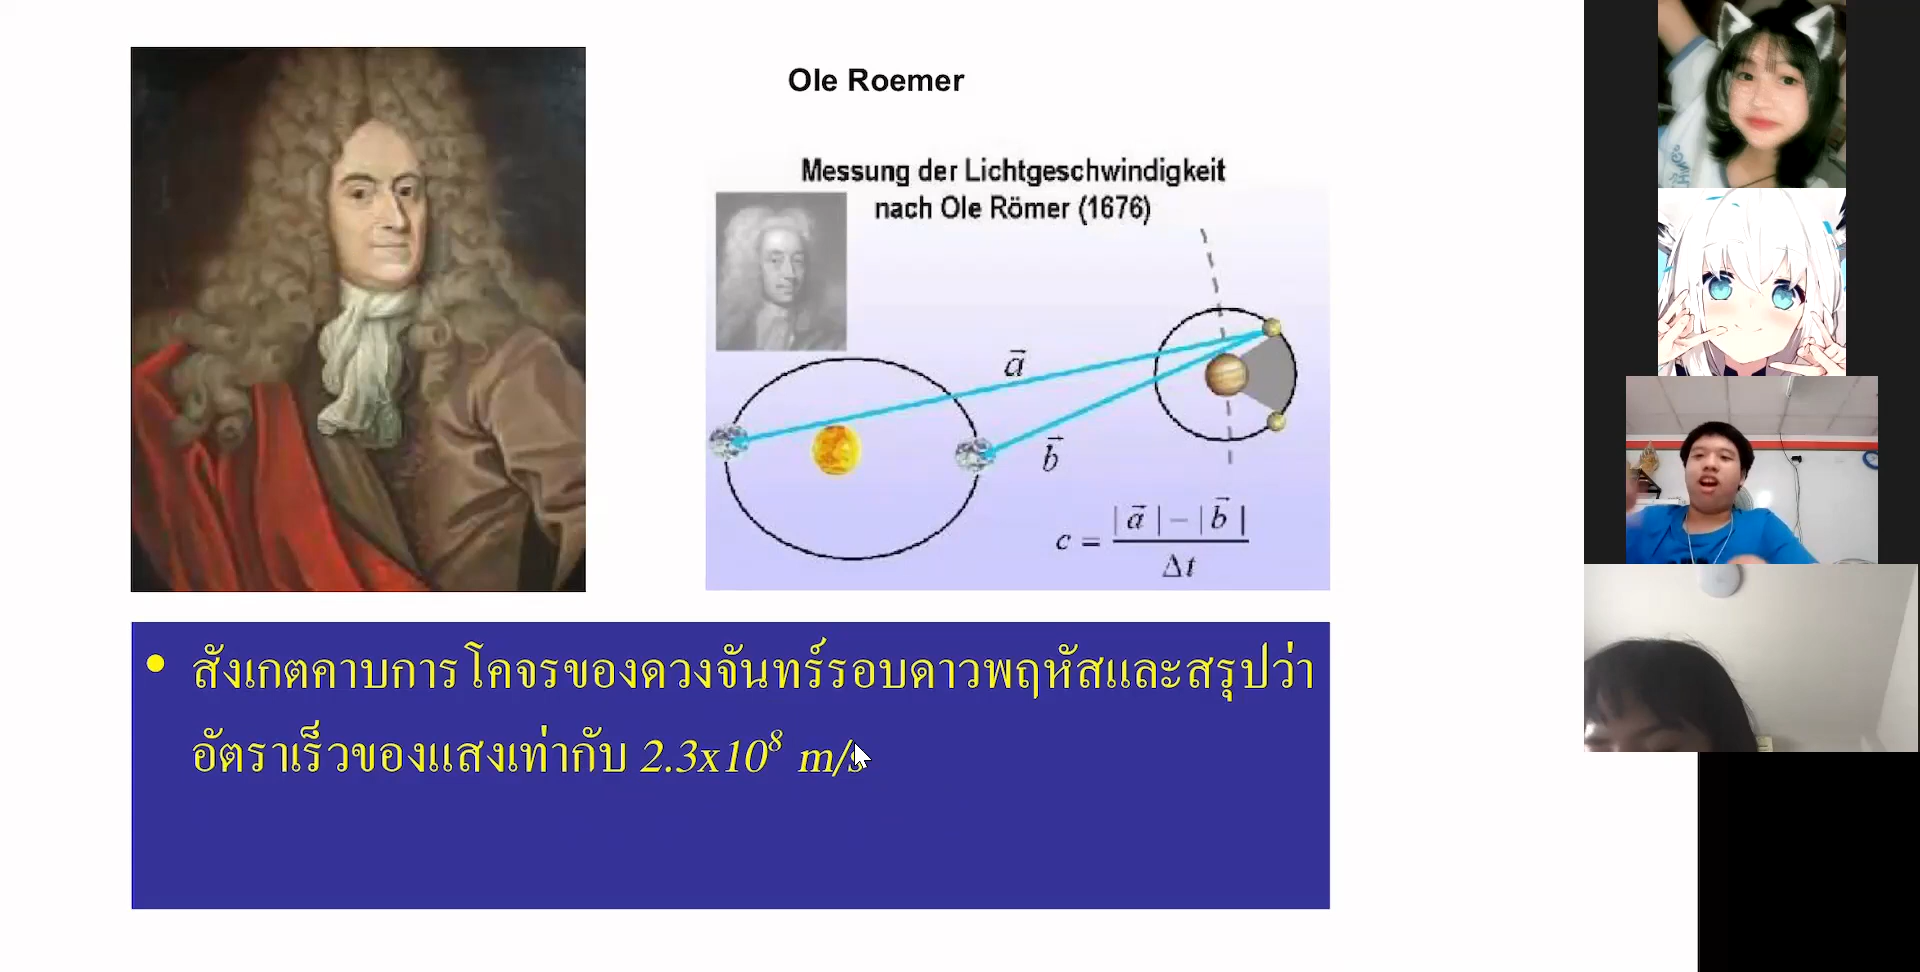 Ole Roemer
Messung der Lichtgeschwindigkeit
nach Ole Römer (1676)
a⃗
b⃗
c = |a⃗| − |b⃗| / Δt
• สังเกตคาบการโคจรของดวงจันทร์รอบดาวพฤหัสและสรุปว่า
อัตราเร็วของแสงเท่ากับ 2.3x10⁸ m/s